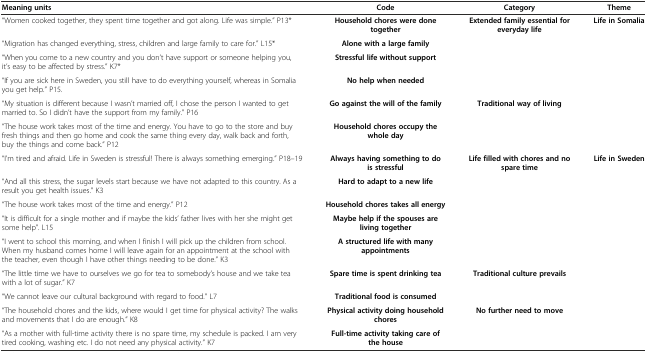 Meaning units Code Category Theme
"Women cooked together, they spent time together and got along. Life was simple." P13* Household chores were done Extended family essential for Life in Somalia
together everyday life
"Migration has changed everything, stress, children and large family to care for." L15* Alone with a large family
"When you come to a new country and you don't have support or someone helping you, Stressful life without support
it's easy to be affected by stress." K7*
"If you are sick here in Sweden, you still have to do everything yourself, whereas in Somalia No help when needed
you get help." P15.
"My situation is different because I wasn't married off, I chose the person I wanted to get Go against the will of the family Traditional way of living
married to. So I didn't have the support from my family." P16
"The house work takes most of the time and energy. You have to go to the store and buy Household chores occupy the
fresh things and then go home and cook the same thing every day, walk back and forth, whole day
buy the things and come back." P12
"I'm tired and afraid. Life in Sweden is stressful! There is always something emerging." P18–19 Always having something to do Life filled with chores and no Life in Sweden
is stressful spare time
"And all this stress, the sugar levels start because we have not adapted to this country. As a Hard to adapt to a new life
result you get health issues." K3
"The house work takes most of the time and energy." P12 Household chores takes all energy
"It is difficult for a single mother and if maybe the kids' father lives with her she might get Maybe help if the spouses are
some help". L15 living together
"I went to school this morning, and when I finish I will pick up the children from school. A structured life with many
When my husband comes home I will leave again for an appointment at the school with appointments
the teacher, even though I have other things needing to be done." K3
"The little time we have to ourselves we go for tea to somebody's house and we take tea Spare time is spent drinking tea Traditional culture prevails
with a lot of sugar." K7
"We cannot leave our cultural background with regard to food." L7 Traditional food is consumed
"The household chores and the kids, where would I get time for physical activity? The walks Physical activity doing household No further need to move
and movements that I do are enough." K8 chores
"As a mother with full-time activity there is no spare time, my schedule is packed. I am very Full-time activity taking care of
tired cooking, washing etc. I do not need any physical activity." K7 the house